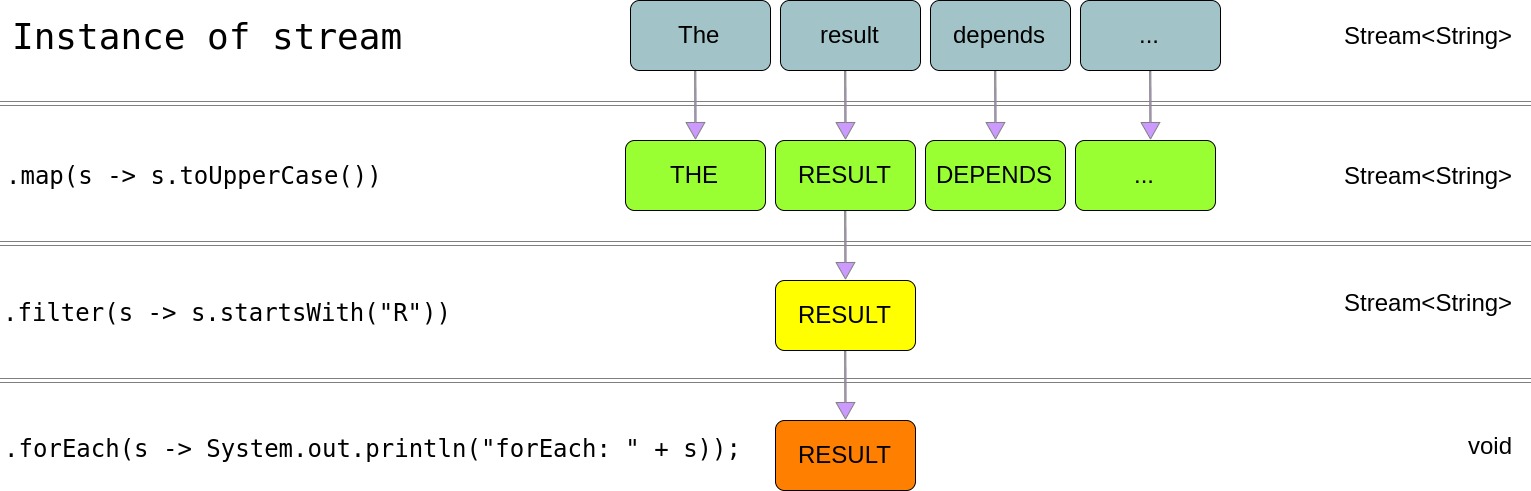 Instance of stream The result depends ... Stream<String>
.map(s -> s.toUpperCase()) THE RESULT DEPENDS ... Stream<String>
.filter(s -> s.startsWith("R")) RESULT Stream<String>
.forEach(s -> System.out.println("forEach: " + s)); RESULT void